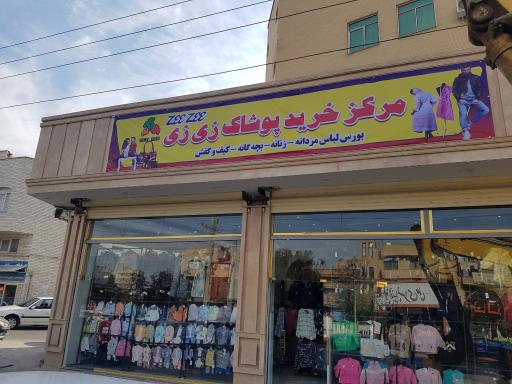 ZEE ZEE
مرکز خرید پوشاک زی زی
بورس لباس مردانه - زنانه - بچه گانه - کیف و کفش